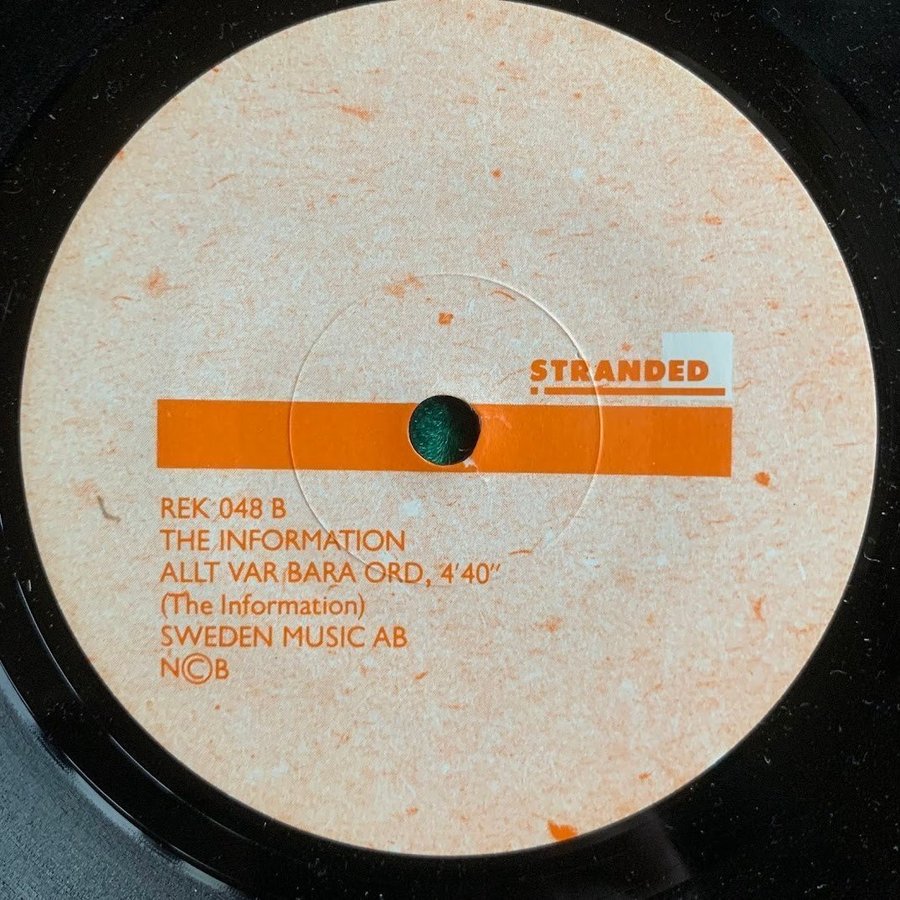 STRANDED
REK 048 B
THE INFORMATION
ALLT VAR BARA ORD, 4'40"
(The Information)
SWEDEN MUSIC AB
N©B